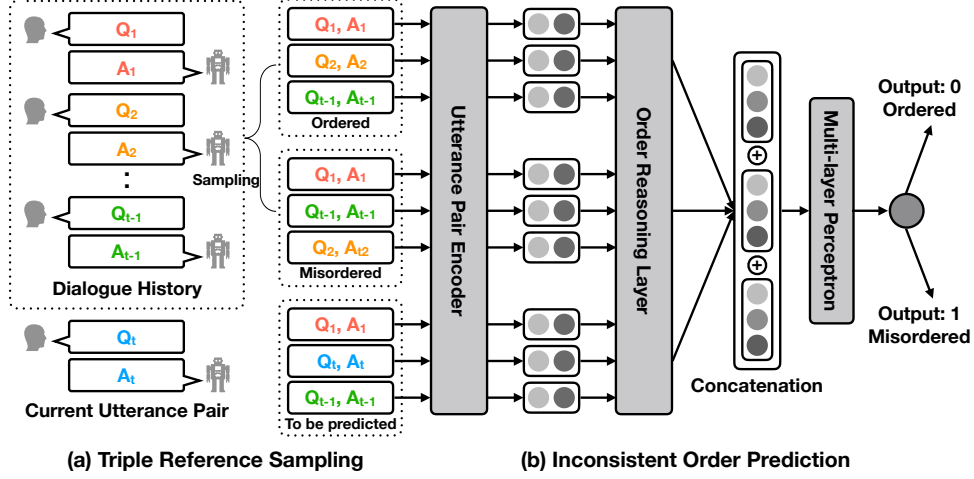 Q1
A1
Q2
A2
:
Qt-1
At-1
Dialogue History
Qt
At
Current Utterance Pair
Sampling
Q1, A1
Q2, A2
Qt-1, At-1
Ordered
Q1, A1
Qt-1, At-1
Q2, At2
Misordered
Q1, A1
Qt, At
Qt-1, At-1
To be predicted
Utterance Pair Encoder
Order Reasoning Layer
+
+
Concatenation
Multi-layer Perceptron
Output: 0
Ordered
Output: 1
Misordered
(a) Triple Reference Sampling
(b) Inconsistent Order Prediction